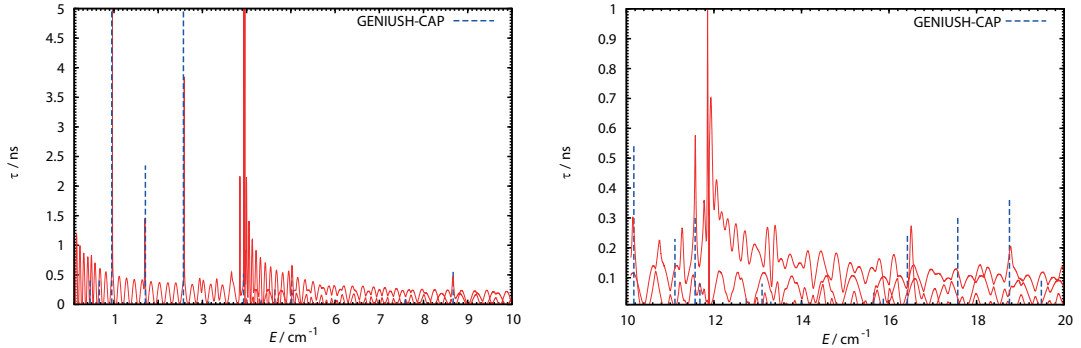 GENIUSH-CAP
τ / ns
5
4.5
4
3.5
3
2.5
2
1.5
1
0.5
0
1 2 3 4 5 6 7 8 9 10
E / cm⁻¹
GENIUSH-CAP
τ / ns
1
0.9
0.8
0.7
0.6
0.5
0.4
0.3
0.2
0.1
10 12 14 16 18 20
E / cm⁻¹